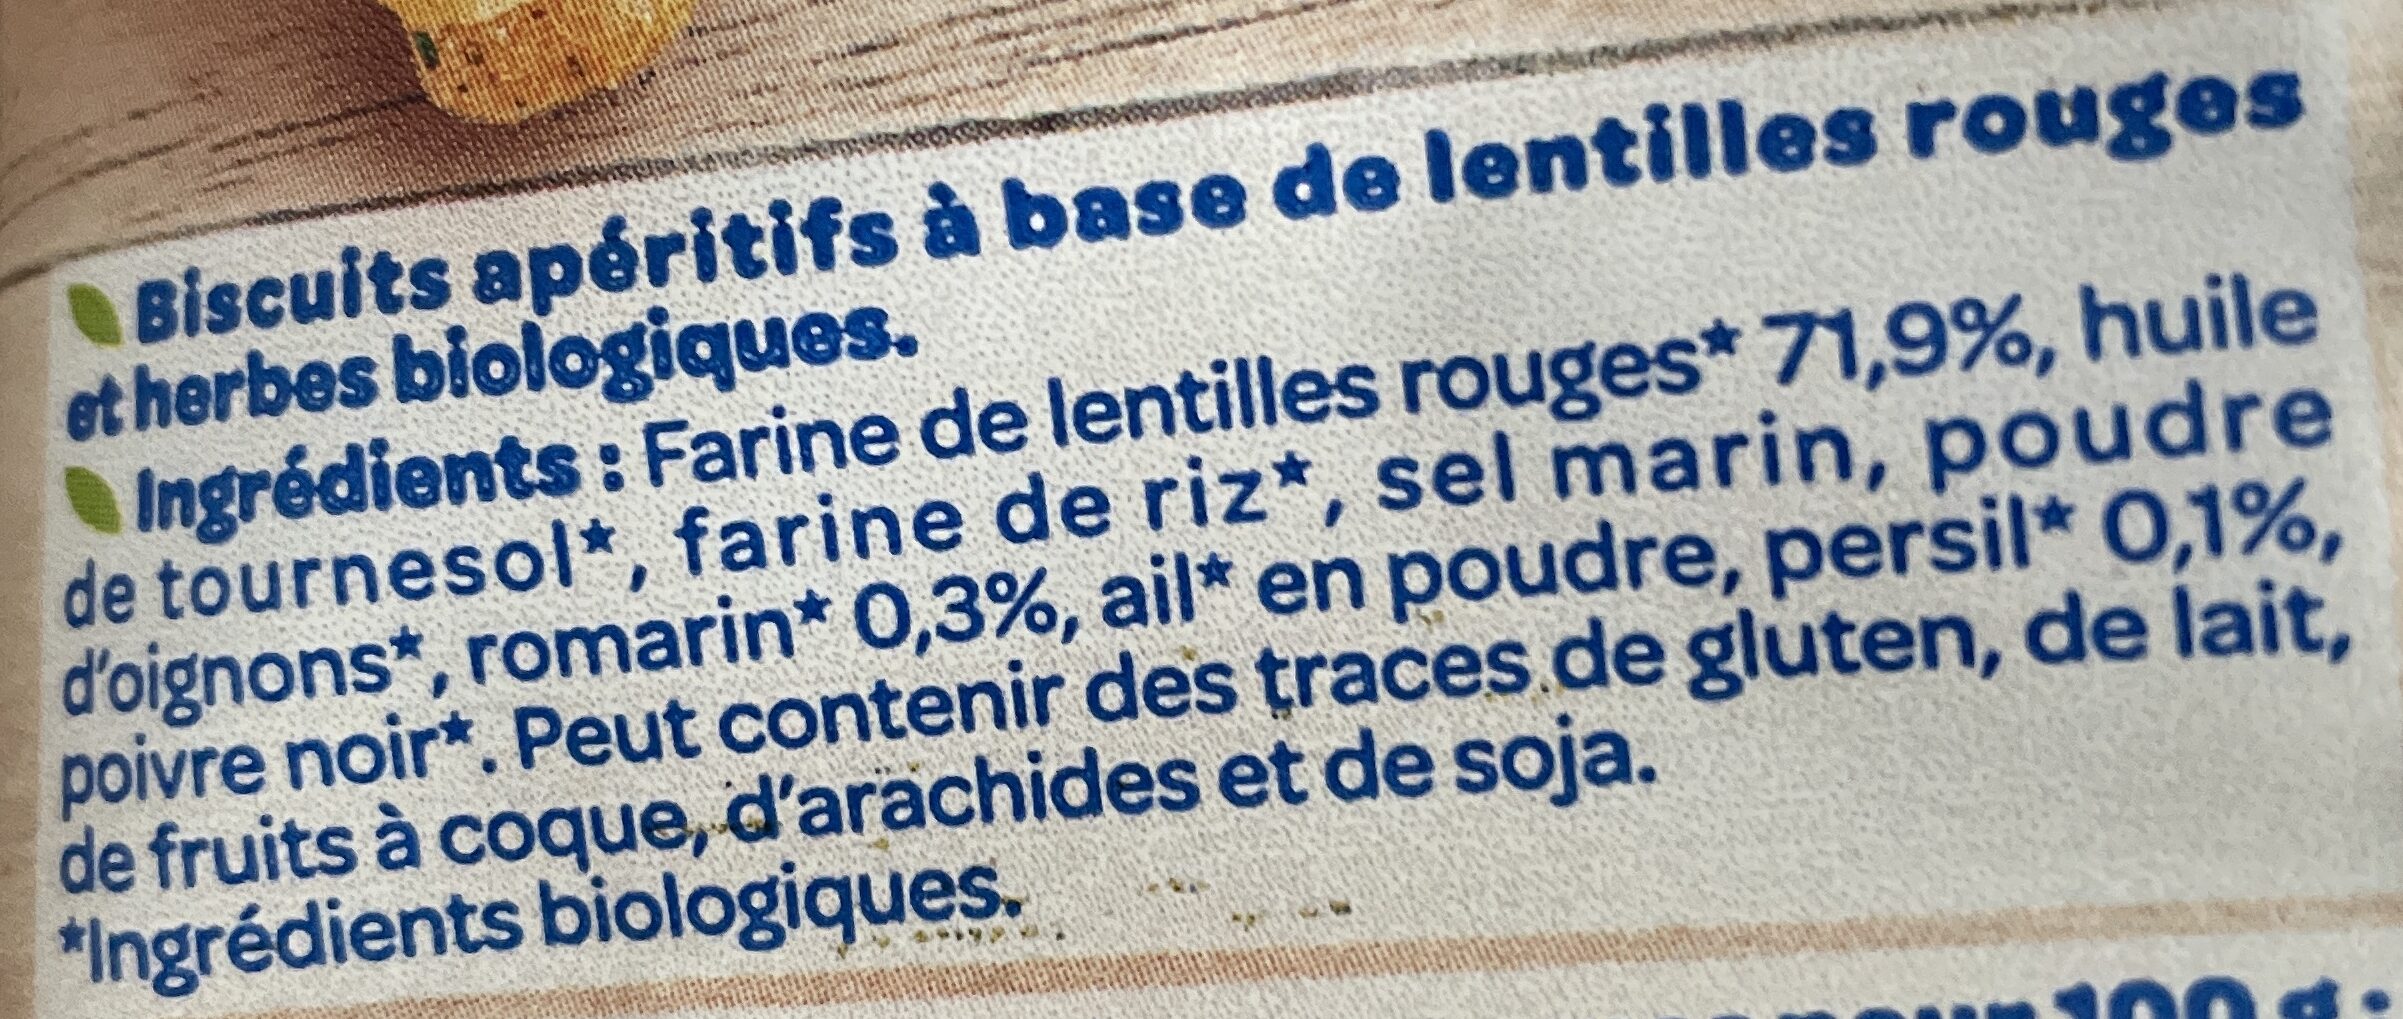 Biscuits apéritifs à base de lentilles rouges
et herbes biologiques.
Ingrédients : Farine de lentilles rouges* 71,9%, huile
de tournesol*, farine de riz*, sel marin, poudre
d'oignons*, romarin* 0,3%, ail* en poudre, persil* 0,1%,
poivre noir*. Peut contenir des traces de gluten, de lait,
de fruits à coque, d'arachides et de soja.
*Ingrédients biologiques.
pour 100 g :